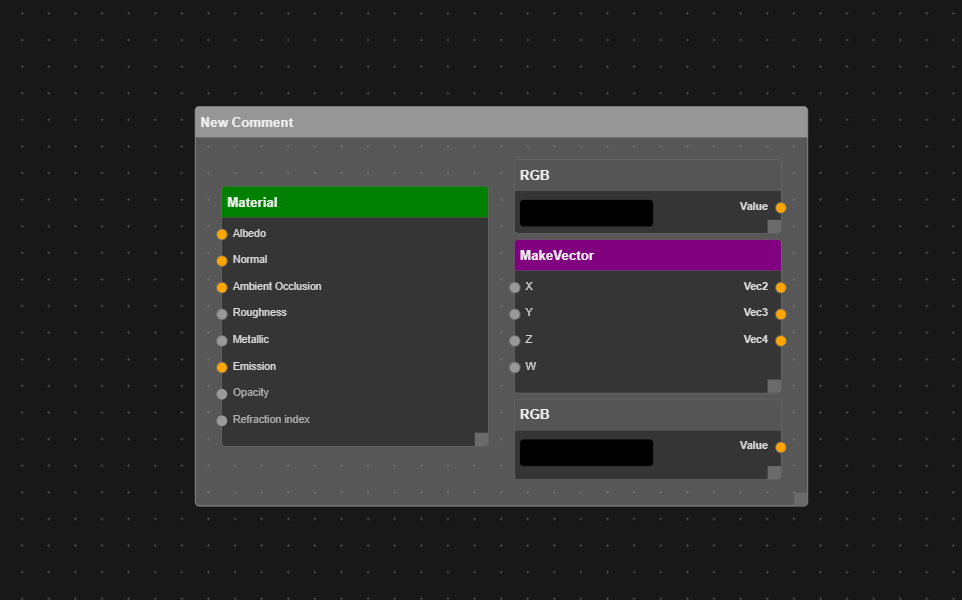 New Comment
Material
Albedo
Normal
Ambient Occlusion
Roughness
Metallic
Emission
Opacity
Refraction index
RGB
Value
MakeVector
X Vec2
Y Vec3
Z Vec4
W
RGB
Value